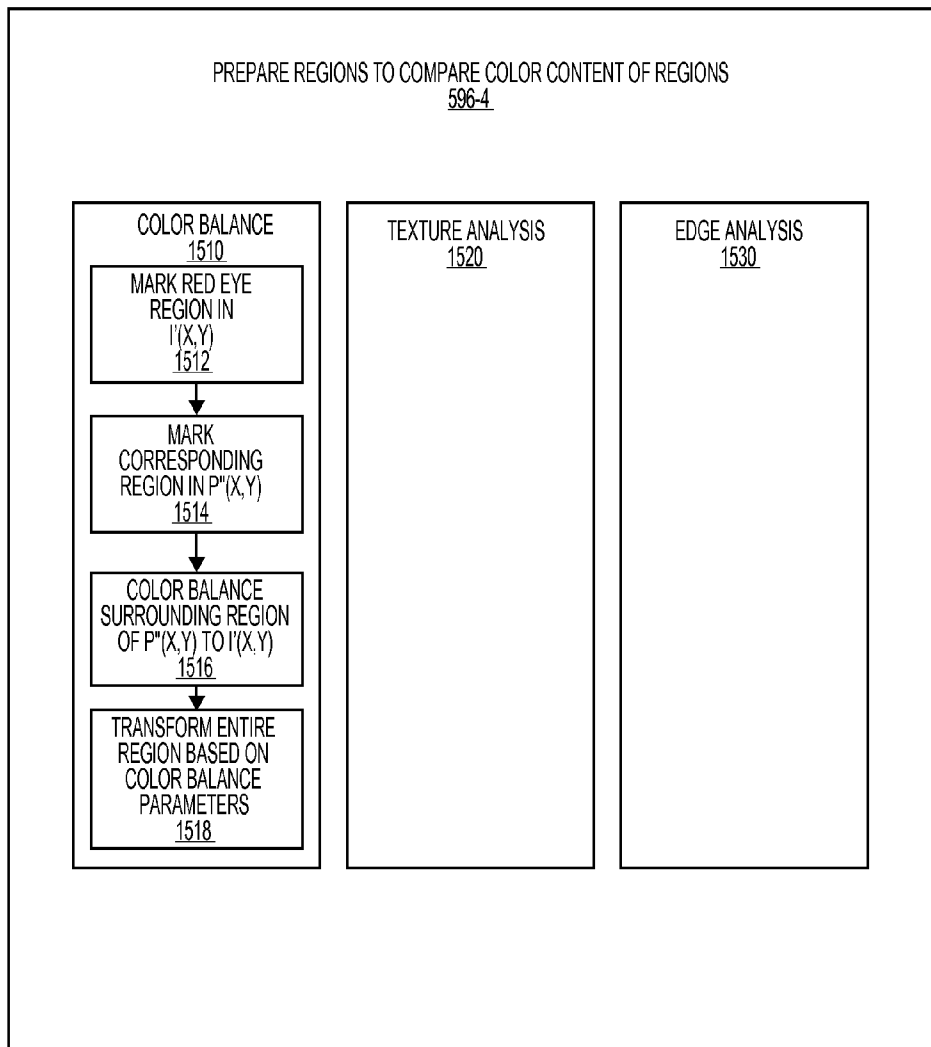 PREPARE REGIONS TO COMPARE COLOR CONTENT OF REGIONS
596-4
COLOR BALANCE
1510
MARK RED EYE
REGION IN
I'(X,Y)
1512
MARK
CORRESPONDING
REGION IN P"(X,Y)
1514
COLOR BALANCE
SURROUNDING REGION
OF P"(X,Y) TO I'(X,Y)
1516
TRANSFORM ENTIRE
REGION BASED ON
COLOR BALANCE
PARAMETERS
1518
TEXTURE ANALYSIS
1520
EDGE ANALYSIS
1530